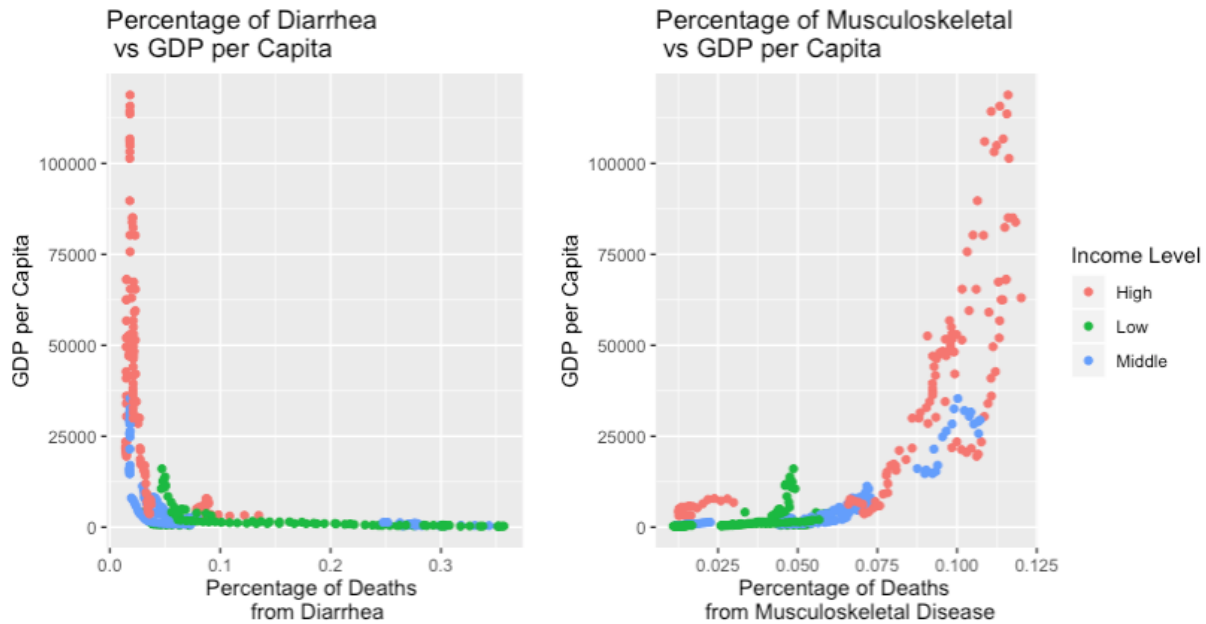 Percentage of Diarrhea
vs GDP per Capita
GDP per Capita
100000
75000
50000
25000
0
0.0
0.1
0.2
0.3
Percentage of Deaths
from Diarrhea
Percentage of Musculoskeletal
vs GDP per Capita
GDP per Capita
100000
75000
50000
25000
0
0.025
0.050
0.075
0.100
0.125
Percentage of Deaths
from Musculoskeletal Disease
Income Level
High
Low
Middle